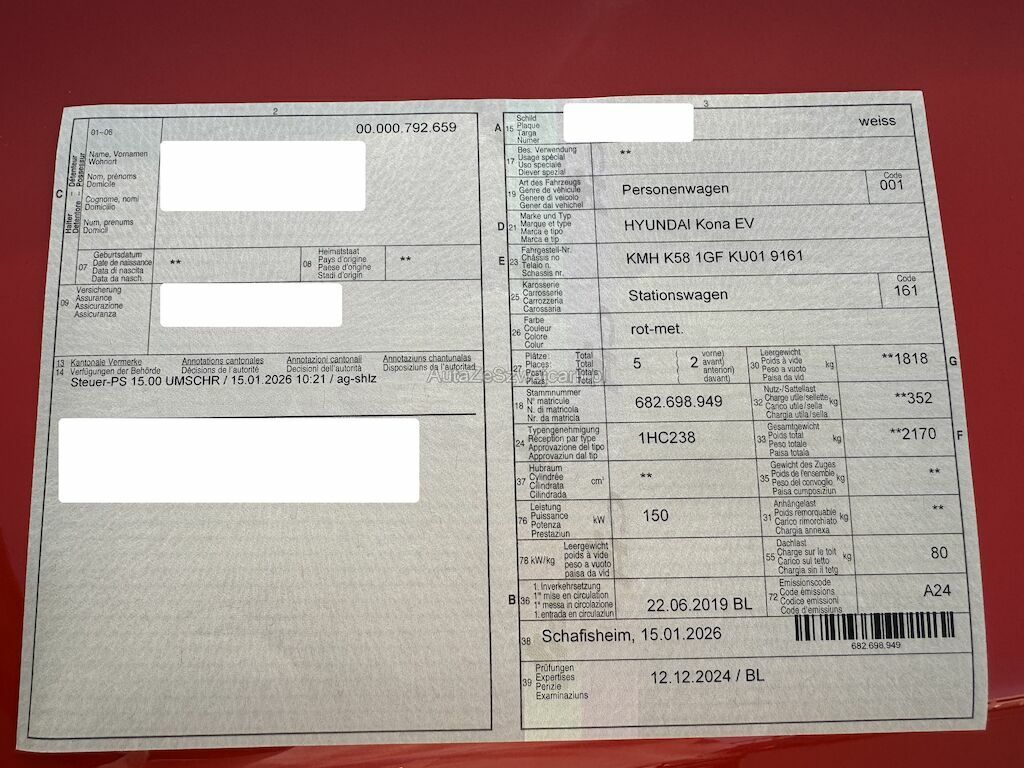 2
01-06
00.000.792.659
C
Halter Détenteur
Detentore Possessur
Name, Vornamen
Wohnort
Nom, prénoms
Domicile
Cognome, nomi
Domicilio
Num, prenums
Domicil
07
Geburtsdatum
Date de naissance
Data di nascita
Data da nasch.
**
08
Heimatstaat
Pays d'origine
Paese d'origine
Stadi d'origin
**
09
Versicherung
Assurance
Assicurazione
Assicuranza
13 Kantonale Vermerke Annotations cantonales Annotazioni cantonali Annotaziuns chantunalas
14 Verfügungen der Behörde Décisions de l'autorité Decisioni dell'autorità Disposiziuns da l'autoritad
Steuer-PS 15.00 UMSCHR / 15.01.2026 10:21 / ag-shlz
3
A 15
Schild
Plaque
Targa
Numer
weiss
17
Bes. Verwendung
Usage spécial
Uso speciale
Diever spezial
**
19
Art des Fahrzeugs
Genre de véhicule
Genere di veicolo
Gener dal vehichel
Personenwagen
Code
001
D 21
Marke und Typ
Marque et type
Marca e tipo
Marca e tip
HYUNDAI Kona EV
E 23
Fahrgestell-Nr.
Châssis no
Telaio n.
Schassis nr.
KMH K58 1GF KU01 9161
25
Karosserie
Carrosserie
Carrozzeria
Carossaria
Stationswagen
Code
161
26
Farbe
Couleur
Colore
Colur
rot-met.
27
Plätze: Total
Places: Total
Posti: Total
Plazs: Total
5 ( 2
vorne)
avant)
anteriori)
davant)
30
Leergewicht
Poids à vide
Peso a vuoto
Paisa da vid
kg
**1818
G
18
Stammnummer
N° matricule
N. di matricola
Nr. da matricla
682.698.949
32
Nutz-/Sattellast
Charge utile/sellette
Carico utile/sella
Chargia utila/sella
kg
**352
24
Typengenehmigung
Réception par type
Approvazione del tipo
Approvaziun dal tip
1HC238
33
Gesamtgewicht
Poids total
Peso totale
Paisa totala
kg
**2170
F
37
Hubraum
Cylindrée
Cilindrata
Cilindrada
cm³
**
35
Gewicht des Zuges
Poids de l'ensemble
Peso del convoglio
Paisa cumposiziun
kg
**
76
Leistung
Puissance
Potenza
Prestaziun
kW
150
31
Anhängelast
Poids remorquable
Carico rimorchiato
Chargia annexa
kg
**
78 kW/kg
Leergewicht
poids à vide
peso a vuoto
paisa da vid
55
Dachlast
Charge sur le toit
Carico sul tetto
Chargia sin il tetg
kg
80
B 36
1. Inverkehrsetzung
1re mise en circulation
1a messa in circolazione
1. entrada en circulaziun
22.06.2019 BL
72
Emissionscode
Code émissions
Codice emissioni
Code d'emissiuns
A24
38
Schafisheim, 15.01.2026
682.698.949
39
Prüfungen
Expertises
Perizie
Examinaziuns
12.12.2024 / BL